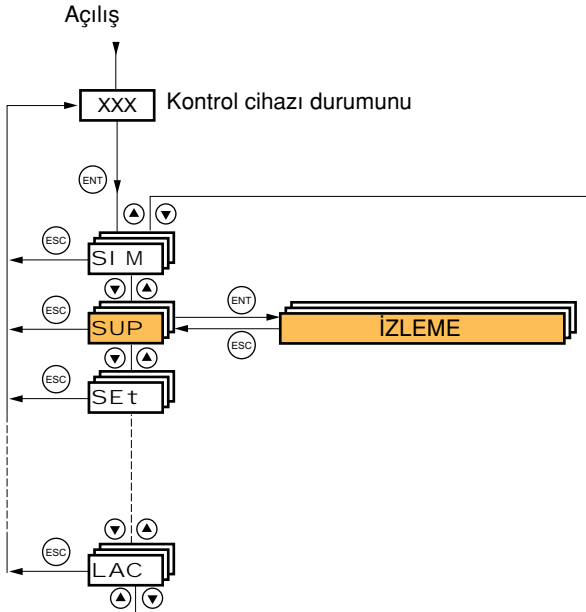 Açılış
XXX Kontrol cihazı durumunu
ENT
ESC
SI M
ESC ENT
SUP İZLEME
ESC
ESC
SEt
ESC
LAC